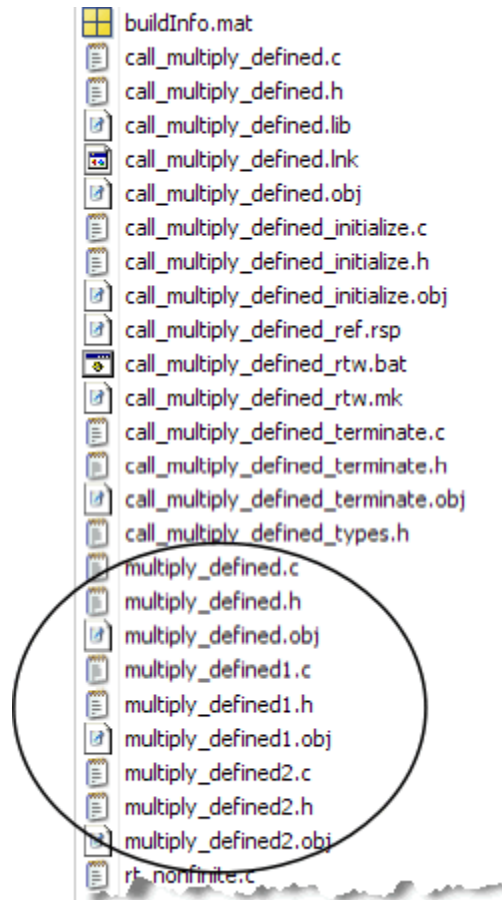 buildInfo.mat
call_multiply_defined.c
call_multiply_defined.h
call_multiply_defined.lib
call_multiply_defined.lnk
call_multiply_defined.obj
call_multiply_defined_initialize.c
call_multiply_defined_initialize.h
call_multiply_defined_initialize.obj
call_multiply_defined_ref.rsp
call_multiply_defined_rtw.bat
call_multiply_defined_rtw.mk
call_multiply_defined_terminate.c
call_multiply_defined_terminate.h
call_multiply_defined_terminate.obj
call_multiply_defined_types.h
multiply_defined.c
multiply_defined.h
multiply_defined.obj
multiply_defined1.c
multiply_defined1.h
multiply_defined1.obj
multiply_defined2.c
multiply_defined2.h
multiply_defined2.obj
rt_nonfinite.c